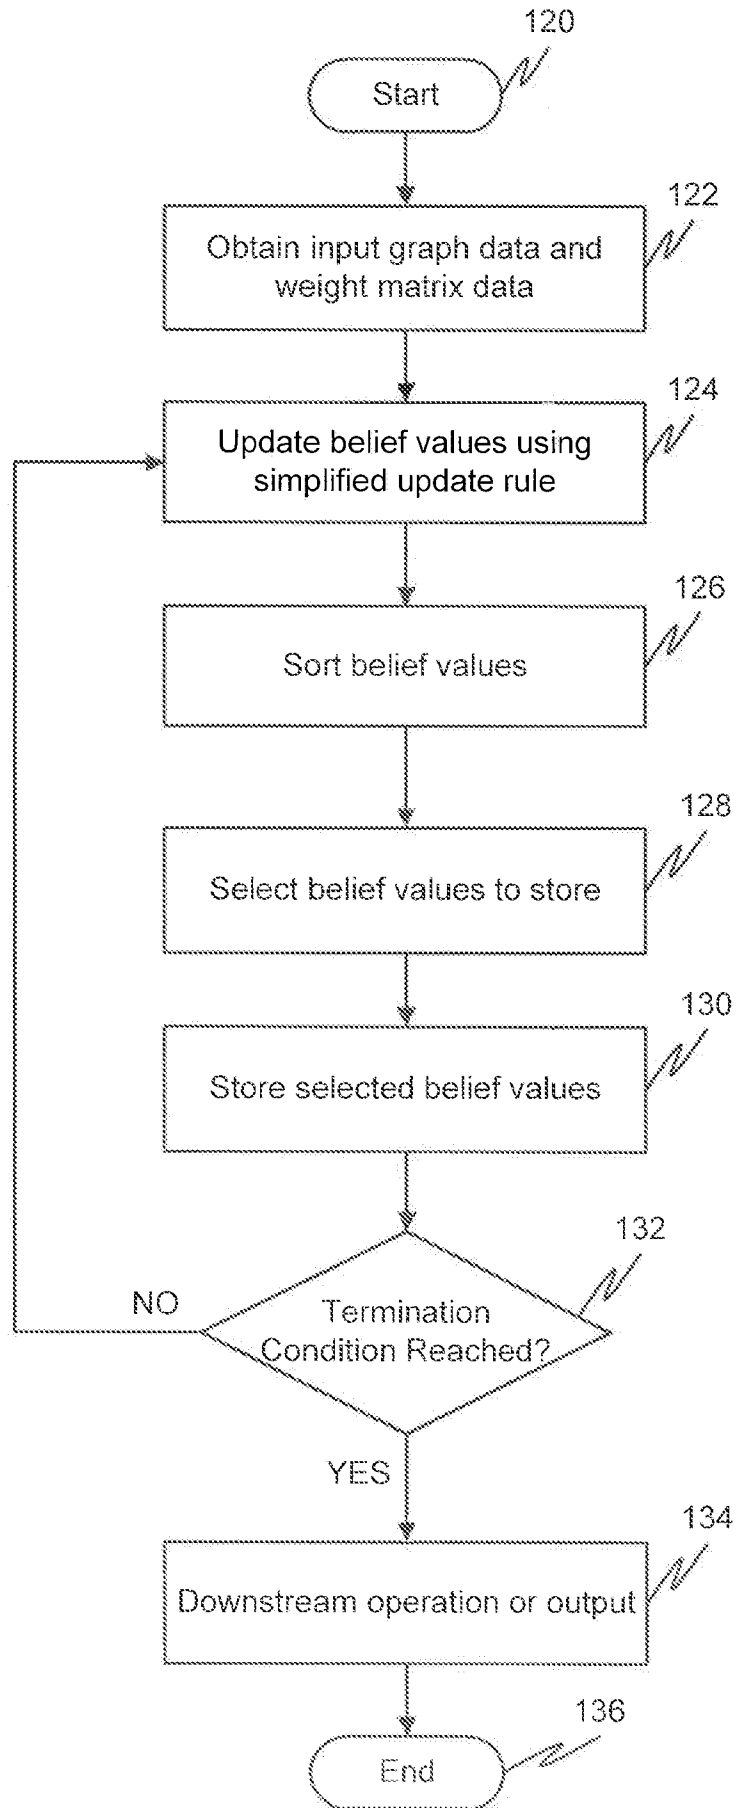 120
Start
122
Obtain input graph data and
weight matrix data
124
Update belief values using
simplified update rule
126
Sort belief values
128
Select belief values to store
130
Store selected belief values
132
Termination
Condition Reached?
NO
YES
134
Downstream operation or output
136
End